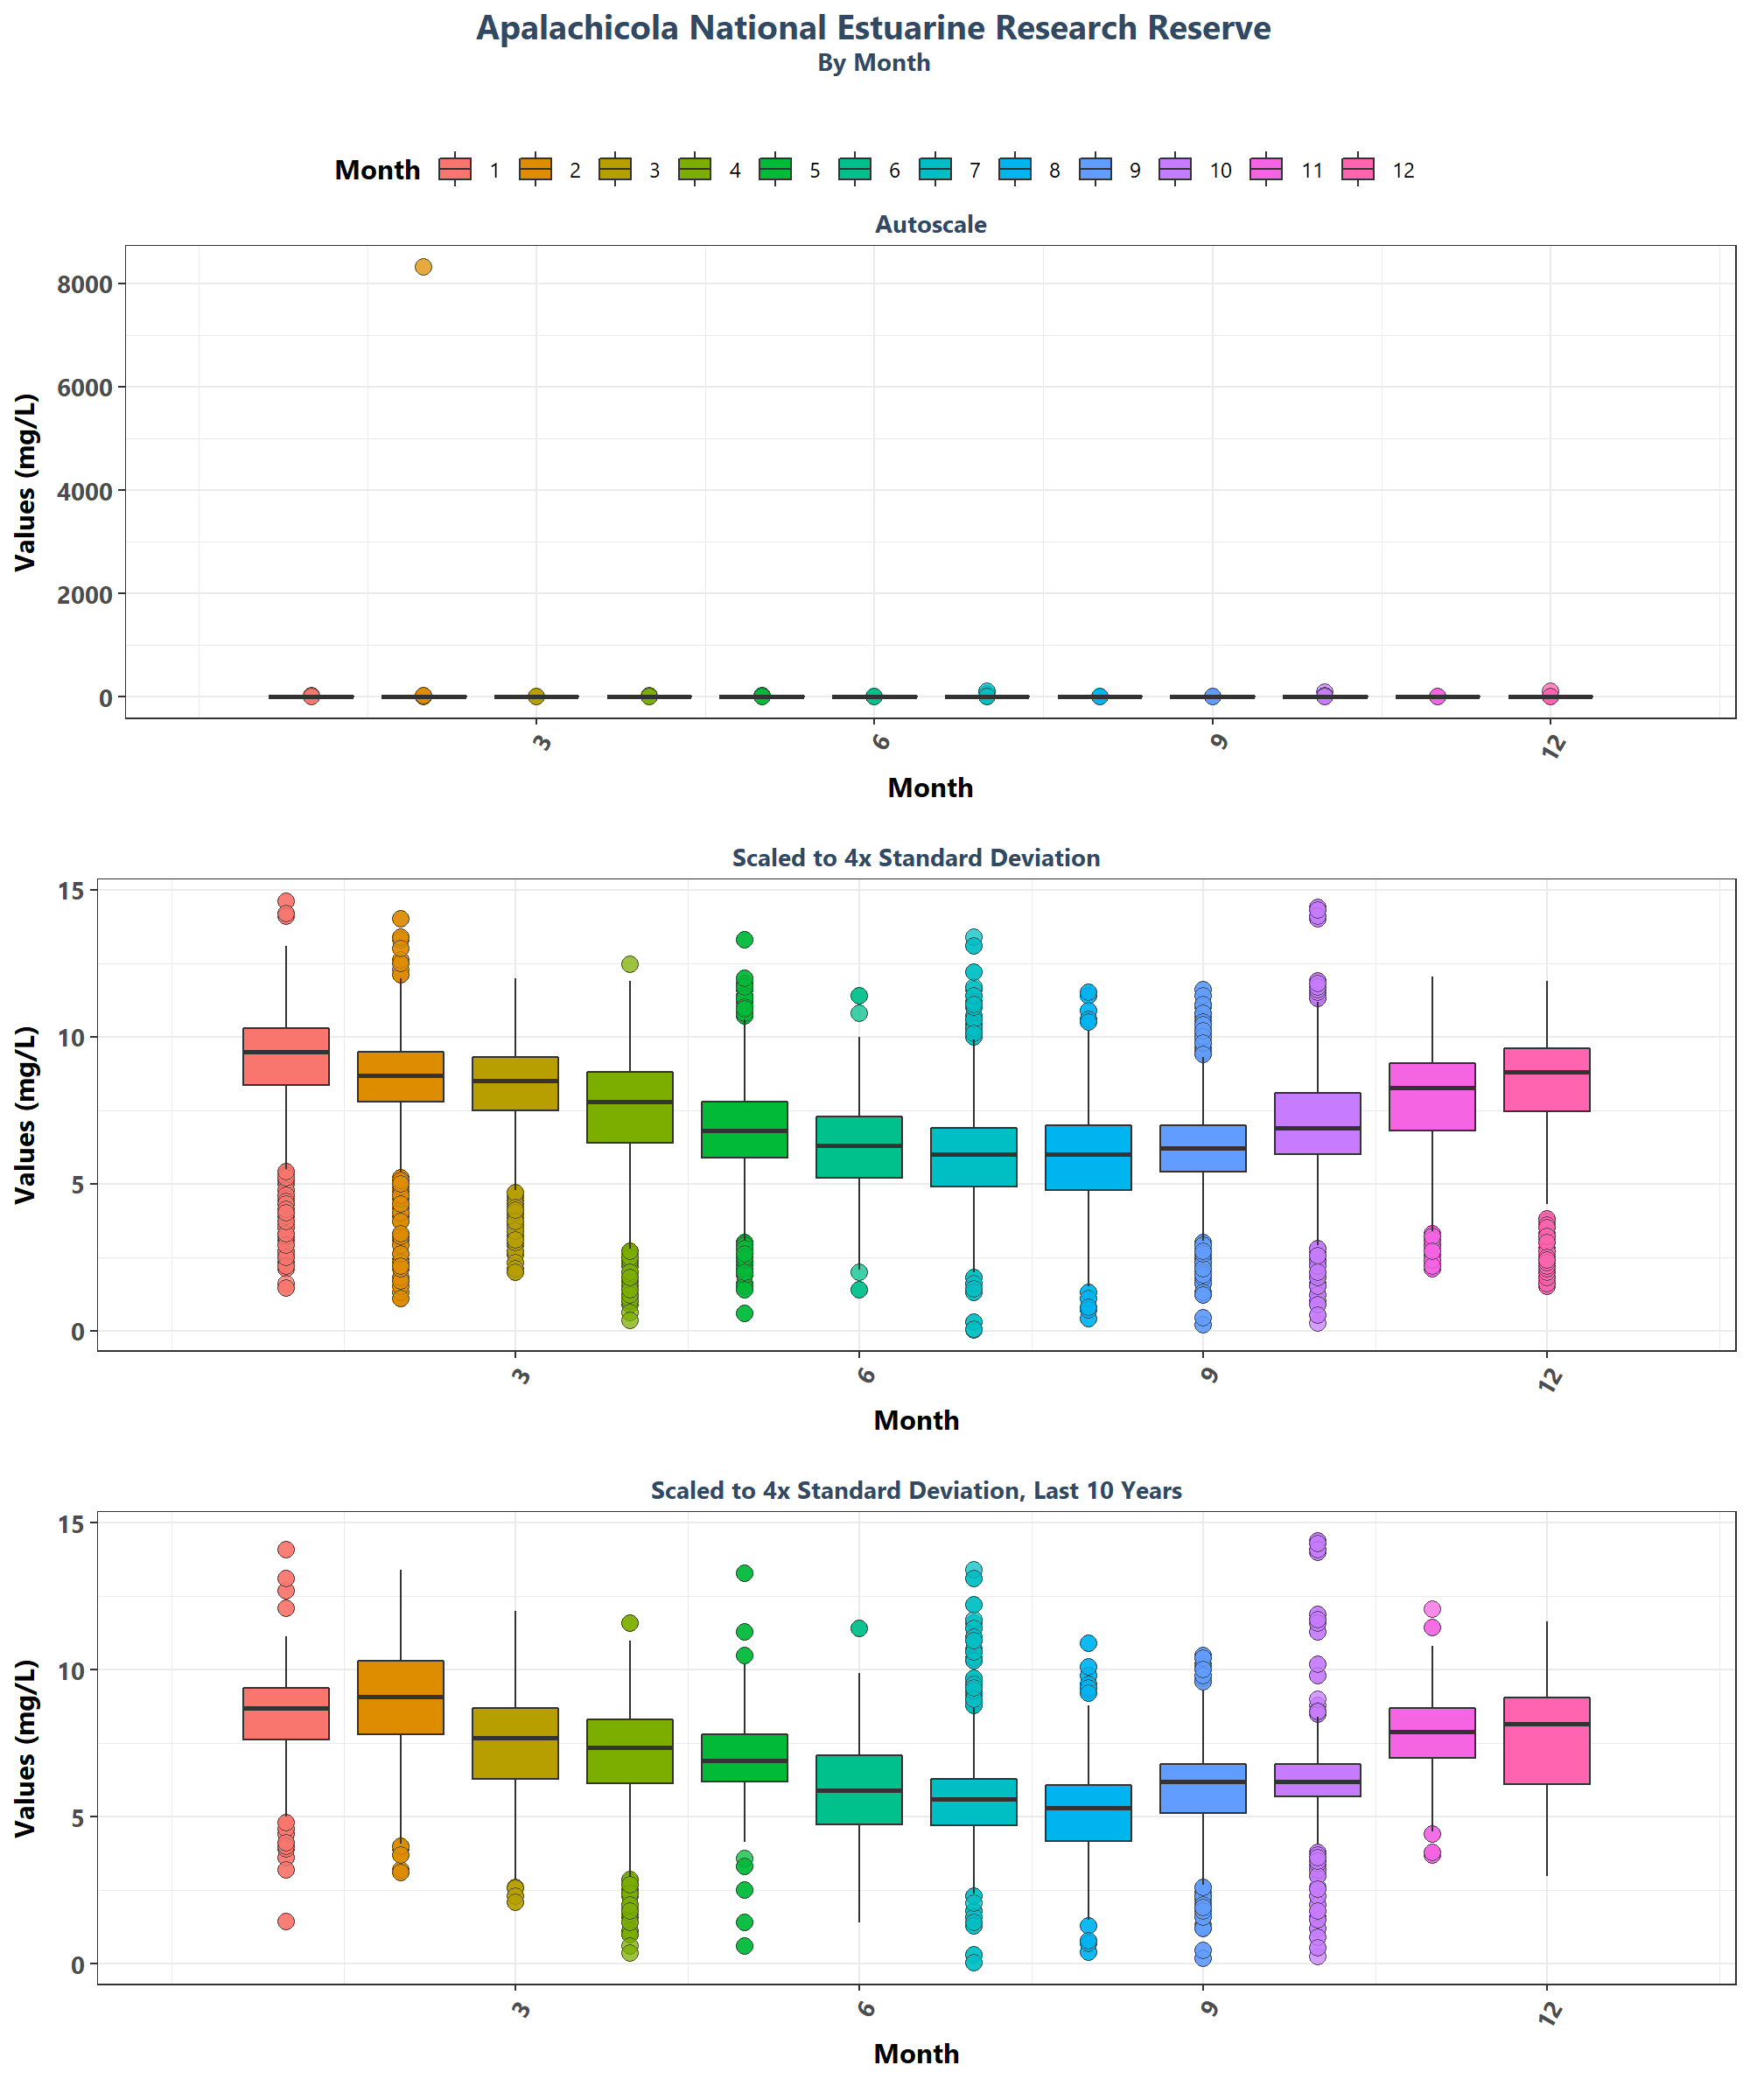 Apalachicola National Estuarine Research Reserve
By Month
Month 1 2 3 4 5 6 7 8 9 10 11 12
Autoscale
Values (mg/L)
8000
6000
4000
2000
0
3 6 9 12
Month
Scaled to 4x Standard Deviation
Values (mg/L)
15
10
5
0
3 6 9 12
Month
Scaled to 4x Standard Deviation, Last 10 Years
Values (mg/L)
15
10
5
0
3 6 9 12
Month